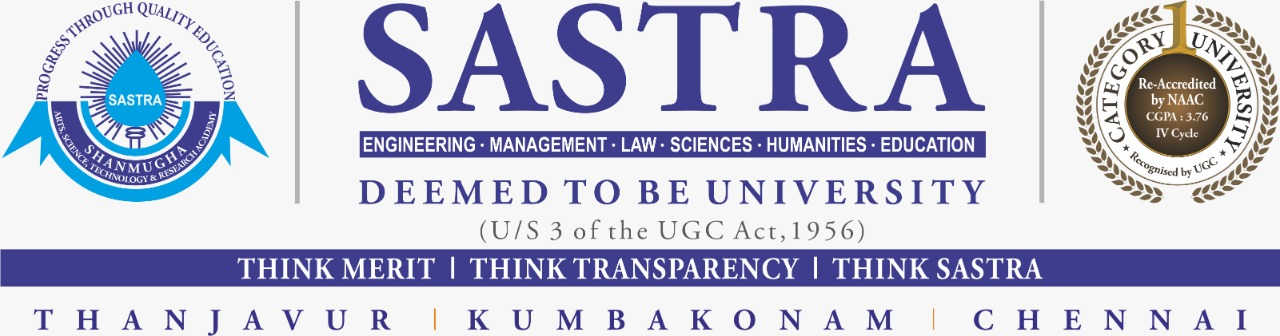 PROGRESS THROUGH QUALITY EDUCATION
SASTRA
SHANMUGHA
ARTS, SCIENCE, TECHNOLOGY & RESEARCH ACADEMY
SASTRA
ENGINEERING · MANAGEMENT · LAW · SCIENCES · HUMANITIES · EDUCATION
DEEMED TO BE UNIVERSITY
(U/S 3 of the UGC Act,1956)
CATEGORY 1 UNIVERSITY
Re-Accredited
by NAAC
CGPA : 3.76
IV Cycle
★ Recognised by UGC ★
THINK MERIT | THINK TRANSPARENCY | THINK SASTRA
THANJAVUR | KUMBAKONAM | CHENNAI